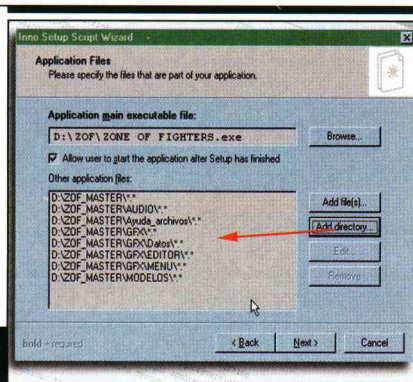 Inno Setup Script Wizard
Application Files
Please specify the files that are part of your application.
Application main executable file:
D:\ZOF\ZONE OF FIGHTERS.exe
Browse...
Allow user to start the application after Setup has finished
Other application files:
D:\ZOF_MASTER\*.*
D:\ZOF_MASTER\AUDIO\*.*
D:\ZOF_MASTER\Ayuda_archivos\*.*
D:\ZOF_MASTER\GFX\*.*
D:\ZOF_MASTER\GFX\Datos\*.*
D:\ZOF_MASTER\GFX\EDITOR\*.*
D:\ZOF_MASTER\GFX\MENU\*.*
D:\ZOF_MASTER\MODELOS\*.*
Add file(s)...
Add directory...
Edit...
Remove
bold = required
< Back
Next >
Cancel